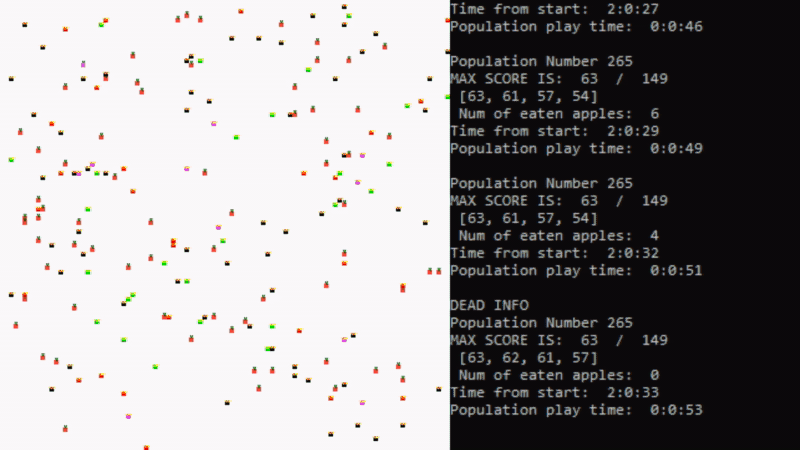 Time from start:  2:0:27
Population play time:  0:0:46
Population Number 265
MAX SCORE IS:  63  /  149
[63, 61, 57, 54]
Num of eaten apples:  6
Time from start:  2:0:29
Population play time:  0:0:49
Population Number 265
MAX SCORE IS:  63  /  149
[63, 61, 57, 54]
Num of eaten apples:  4
Time from start:  2:0:32
Population play time:  0:0:51
DEAD INFO
Population Number 265
MAX SCORE IS:  63  /  149
[63, 62, 61, 57]
Num of eaten apples:  0
Time from start:  2:0:33
Population play time:  0:0:53